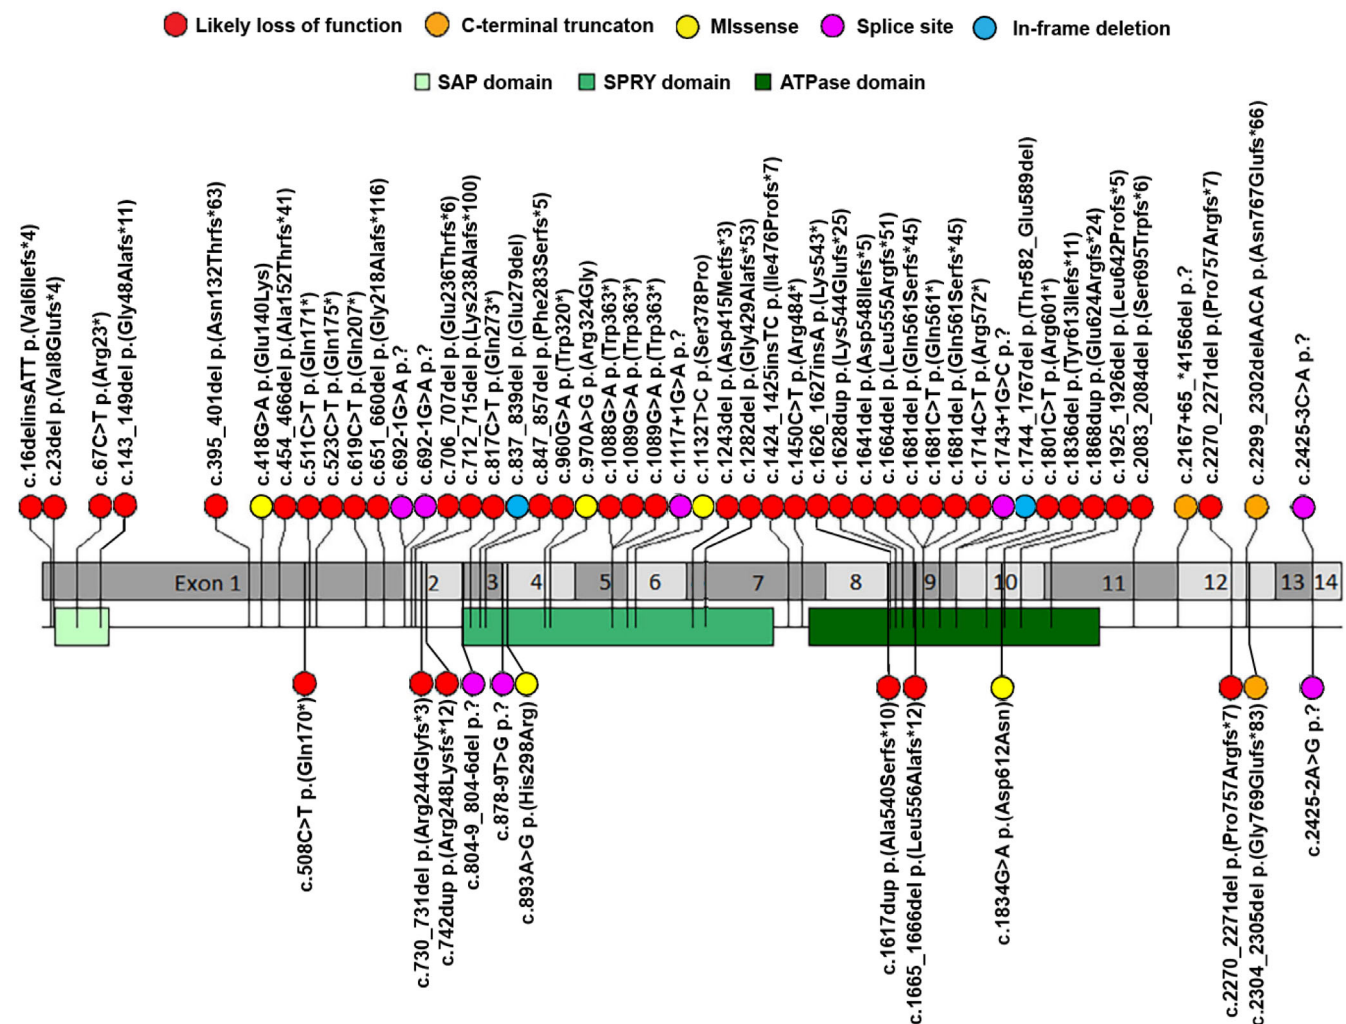 Likely loss of function
C-terminal truncaton
MIssense
Splice site
In-frame deletion
SAP domain
SPRY domain
ATPase domain
c.16delinsATT p.(Val6Ilefs*4)
c.23del p.(Val8Glufs*4)
c.67C>T p.(Arg23*)
c.143_149del p.(Gly48Alafs*11)
c.395_401del p.(Asn132Thrfs*63)
c.418G>A p.(Glu140Lys)
c.454_466del p.(Ala152Thrfs*41)
c.511C>T p.(Gln171*)
c.523C>T p.(Gln175*)
c.619C>T p.(Gln207*)
c.651_660del p.(Gly218Alafs*116)
c.692-1G>A p.?
c.692-1G>A p.?
c.706_707del p.(Glu236Thrfs*6)
c.712_715del p.(Lys238Alafs*100)
c.817C>T p.(Gln273*)
c.837_839del p.(Glu279del)
c.847_857del p.(Phe283Serfs*5)
c.960G>A p.(Trp320*)
c.970A>G p.(Arg324Gly)
c.1088G>A p.(Trp363*)
c.1089G>A p.(Trp363*)
c.1089G>A p.(Trp363*)
c.1117+1G>A p.?
c.1132T>C p.(Ser378Pro)
c.1243del p.(Asp415Metfs*3)
c.1282del p.(Gly429Alafs*53)
c.1424_1425insTC p.(Ile476Profs*7)
c.1450C>T p.(Arg484*)
c.1626_1627insA p.(Lys543*)
c.1628dup p.(Lys544Glufs*25)
c.1641del p.(Asp548Ilefs*5)
c.1664del p.(Leu555Argfs*51)
c.1681del p.(Gln561Serfs*45)
c.1681C>T p.(Gln561*)
c.1681del p.(Gln561Serfs*45)
c.1714C>T p.(Arg572*)
c.1743+1G>C p.?
c.1744_1767del p.(Thr582_Glu589del)
c.1801C>T p.(Arg601*)
c.1836del p.(Tyr613Ilefs*11)
c.1868dup p.(Glu624Argfs*24)
c.1925_1926del p.(Leu642Profs*5)
c.2083_2084del p.(Ser695Trpfs*6)
c.2167+65_*4156del p.?
c.2270_2271del p.(Pro757Argfs*7)
c.2299_2302delAACA p.(Asn767Glufs*66)
c.2425-3C>A p.?
Exon 1
2
3
4
5
6
7
8
9
10
11
12
13
14
c.508C>T p.(Gln170*)
c.730_731del p.(Arg244Glyfs*3)
c.742dup p.(Arg248Lysfs*12)
c.804-9_804-6del p.?
c.878-9T>G p.?
c.893A>G p.(His298Arg)
c.1617dup p.(Ala540Serfs*10)
c.1665_1666del p.(Leu556Alafs*12)
c.1834G>A p.(Asp612Asn)
c.2270_2271del p.(Pro757Argfs*7)
c.2304_2305del p.(Gly769Glufs*83)
c.2425-2A>G p.?